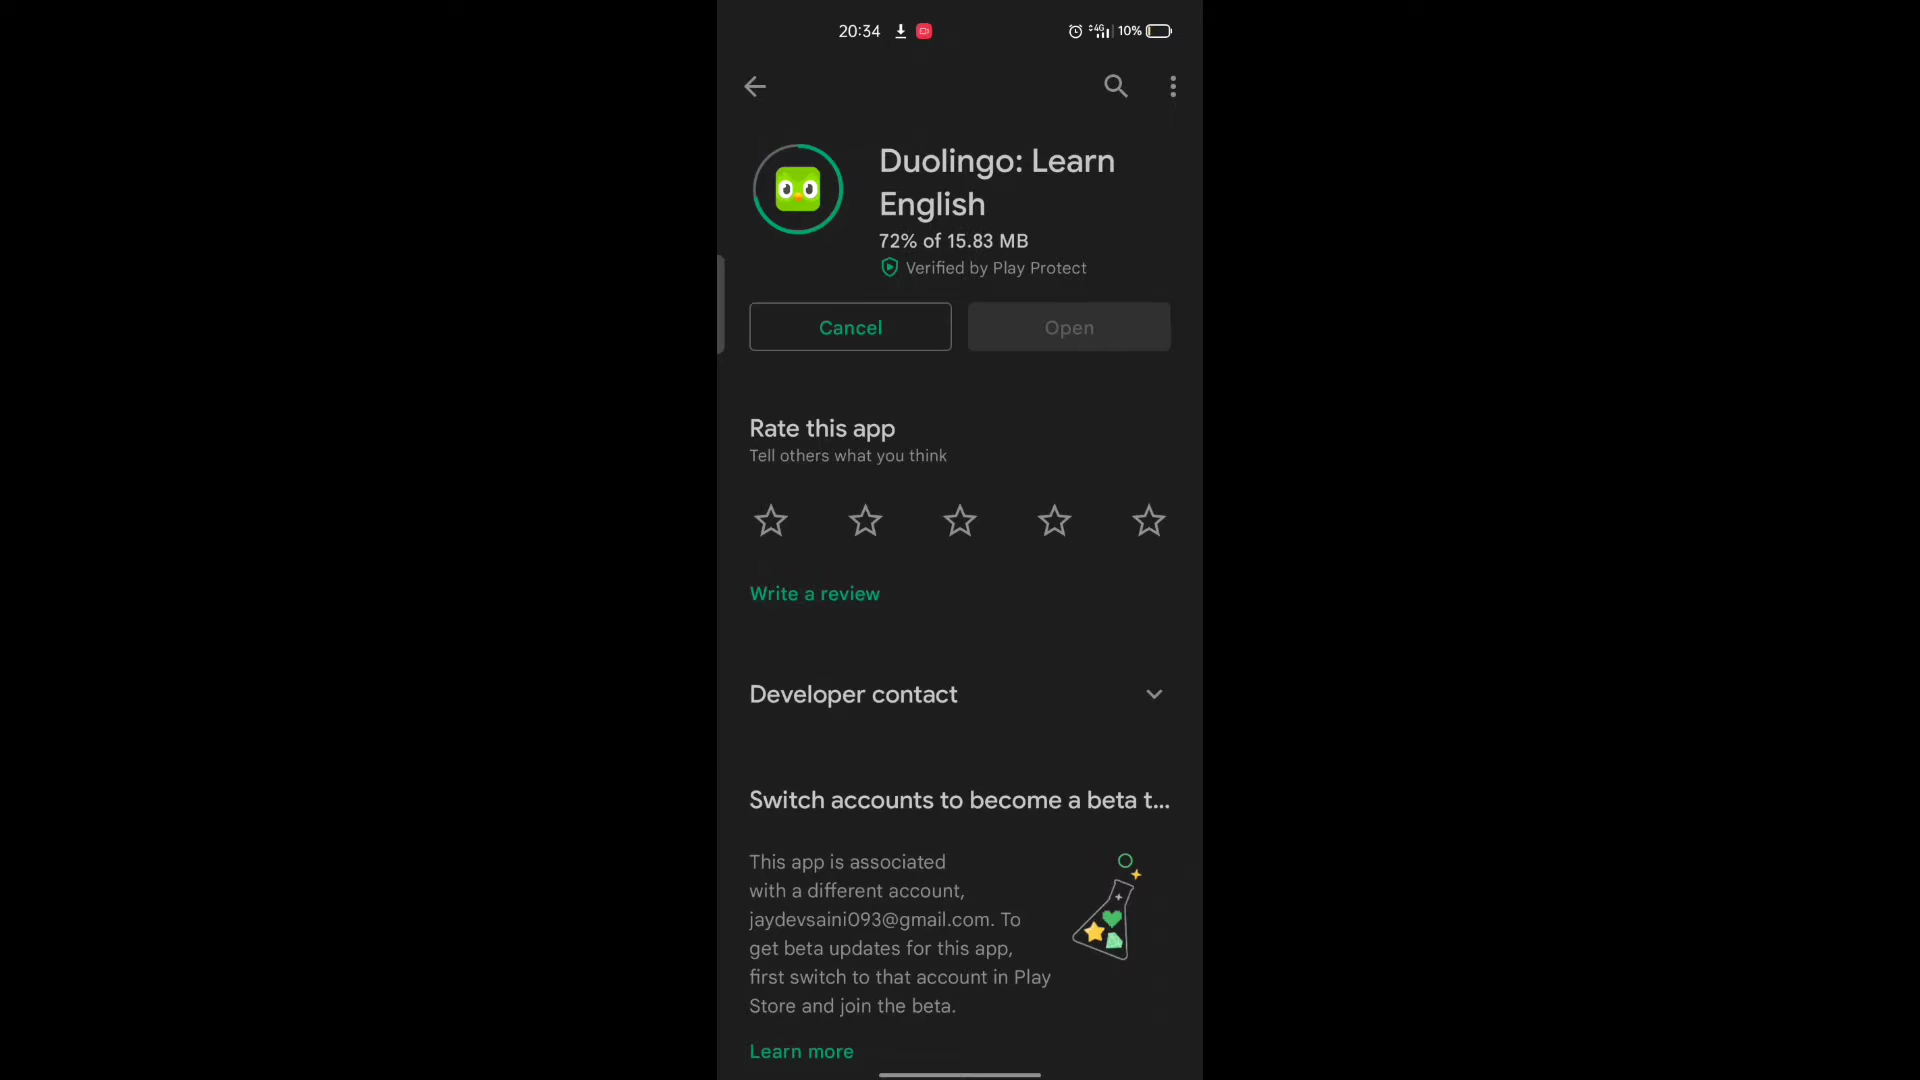 20:34 4G 10%
Duolingo: Learn
English
72% of 15.83 MB
Verified by Play Protect
Cancel Open
Rate this app
Tell others what you think
Write a review
Developer contact
Switch accounts to become a beta t...
This app is associated
with a different account,
jaydevsaini093@gmail.com. To
get beta updates for this app,
first switch to that account in Play
Store and join the beta.
Learn more